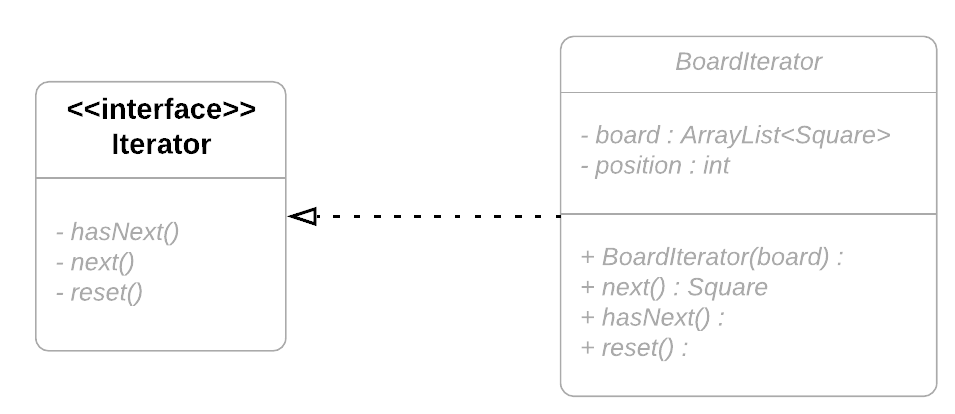 <<interface>>
Iterator
- hasNext()
- next()
- reset()
BoardIterator
- board : ArrayList<Square>
- position : int
+ BoardIterator(board) :
+ next() : Square
+ hasNext() :
+ reset() :